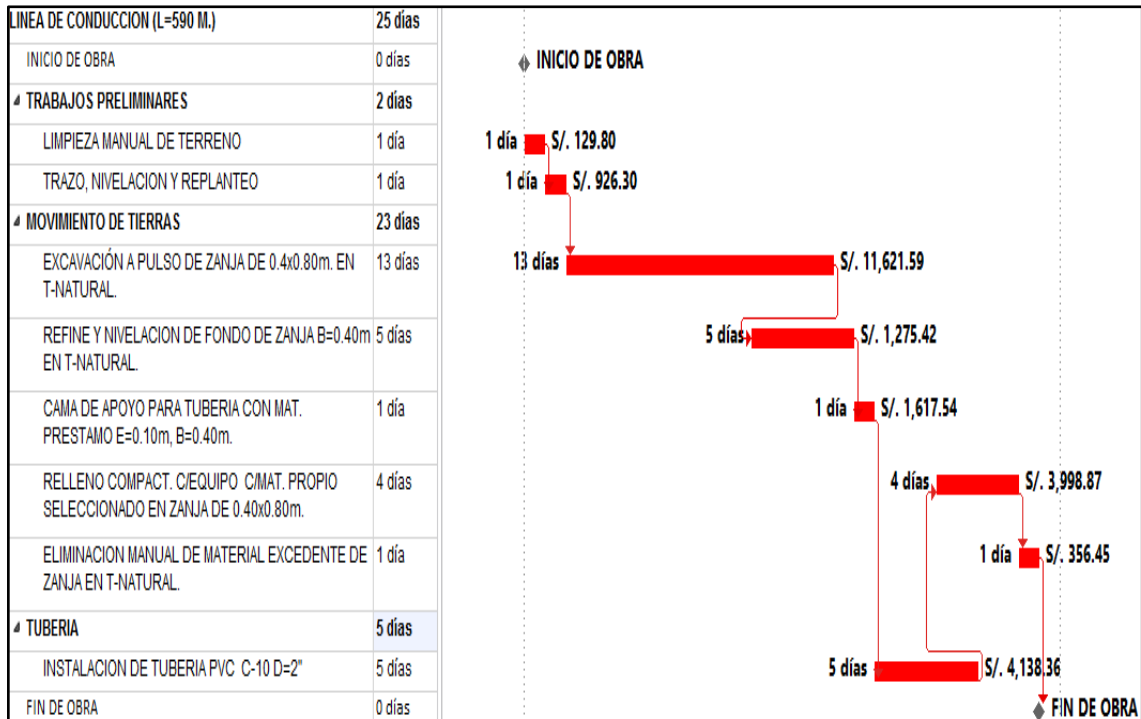 LINEA DE CONDUCCION (L=590 M.) 25 días
INICIO DE OBRA 0 días INICIO DE OBRA
TRABAJOS PRELIMINARES 2 días
LIMPIEZA MANUAL DE TERRENO 1 día 1 día S/. 129.80
TRAZO, NIVELACION Y REPLANTEO 1 día 1 día S/. 926.30
MOVIMIENTO DE TIERRAS 23 días
EXCAVACIÓN A PULSO DE ZANJA DE 0.4x0.80m. EN 13 días 13 días S/. 11,621.59
T-NATURAL.
REFINE Y NIVELACION DE FONDO DE ZANJA B=0.40m 5 días 5 días S/. 1,275.42
EN T-NATURAL.
CAMA DE APOYO PARA TUBERIA CON MAT. 1 día 1 día S/. 1,617.54
PRESTAMO E=0.10m, B=0.40m.
RELLENO COMPACT. C/EQUIPO C/MAT. PROPIO 4 días 4 días S/. 3,998.87
SELECCIONADO EN ZANJA DE 0.40x0.80m.
ELIMINACION MANUAL DE MATERIAL EXCEDENTE DE 1 día 1 día S/. 356.45
ZANJA EN T-NATURAL.
TUBERIA 5 días
INSTALACION DE TUBERIA PVC C-10 D=2" 5 días 5 días S/. 4,138.36
FIN DE OBRA 0 días FIN DE OBRA